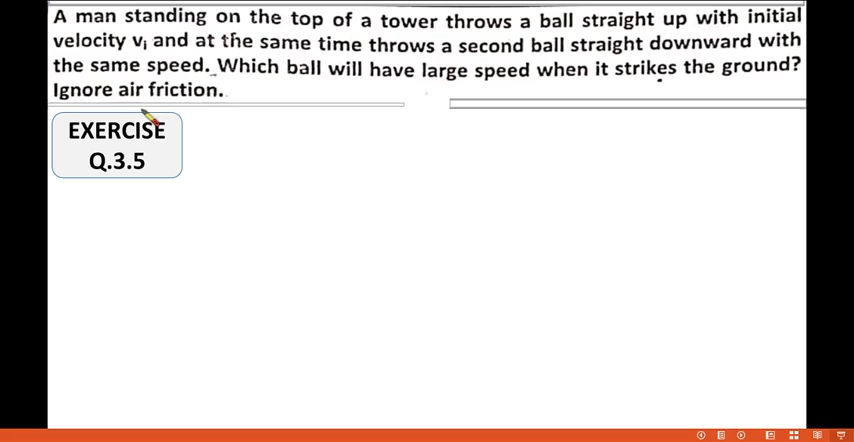 A man standing on the top of a tower throws a ball straight up with initial
velocity vᵢ and at the same time throws a second ball straight downward with
the same speed. Which ball will have large speed when it strikes the ground?
Ignore air friction.
EXERCISE
Q.3.5